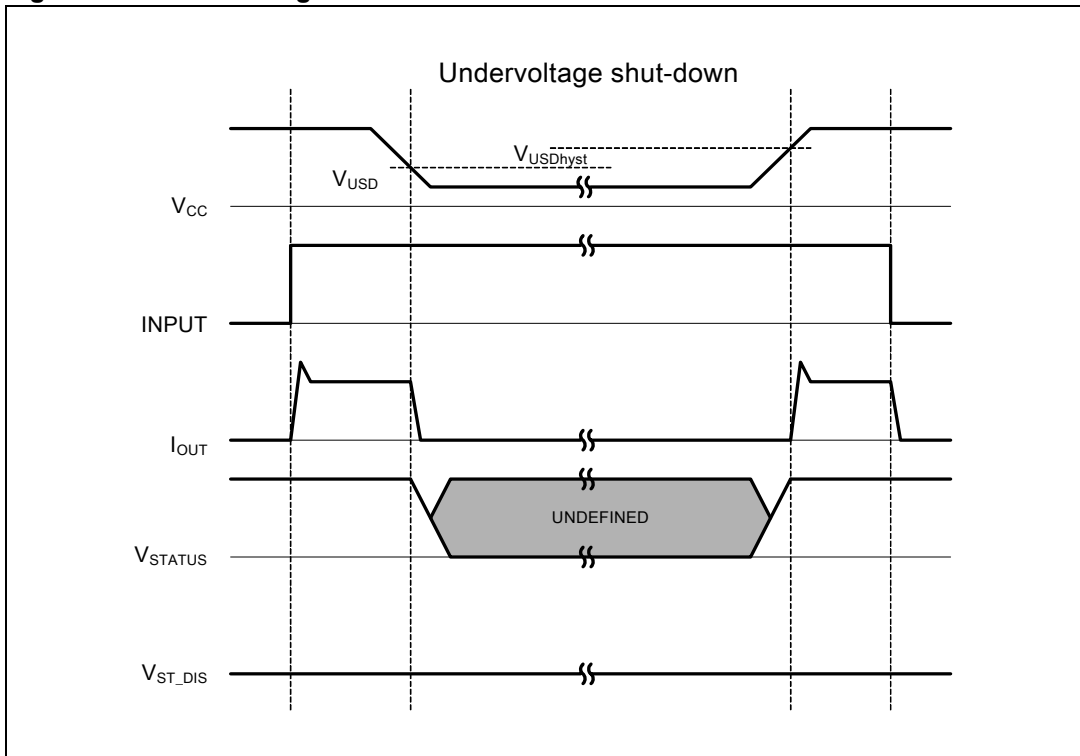 Undervoltage shut-down
VUSDhyst
VUSD
VCC
INPUT
IOUT
UNDEFINED
VSTATUS
VST_DIS